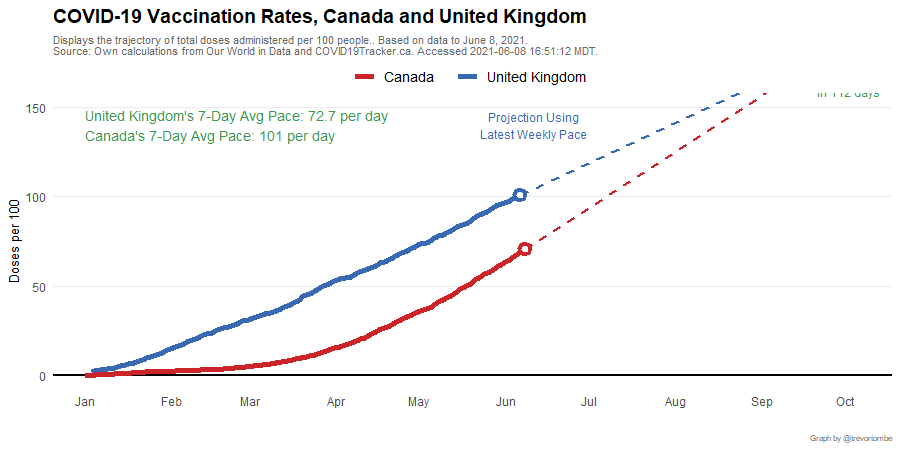 COVID-19 Vaccination Rates, Canada and United Kingdom
Displays the trajectory of total doses administered per 100 people.. Based on data to June 8, 2021.
Source: Own calculations from Our World in Data and COVID19Tracker.ca. Accessed 2021-06-08 16:51:12 MDT.
Canada United Kingdom
in 112 days
150
United Kingdom's 7-Day Avg Pace: 72.7 per day
Canada's 7-Day Avg Pace: 101 per day
Projection Using
Latest Weekly Pace
100
Doses per 100
50
0
Jan Feb Mar Apr May Jun Jul Aug Sep Oct
Graph by @trevortombe